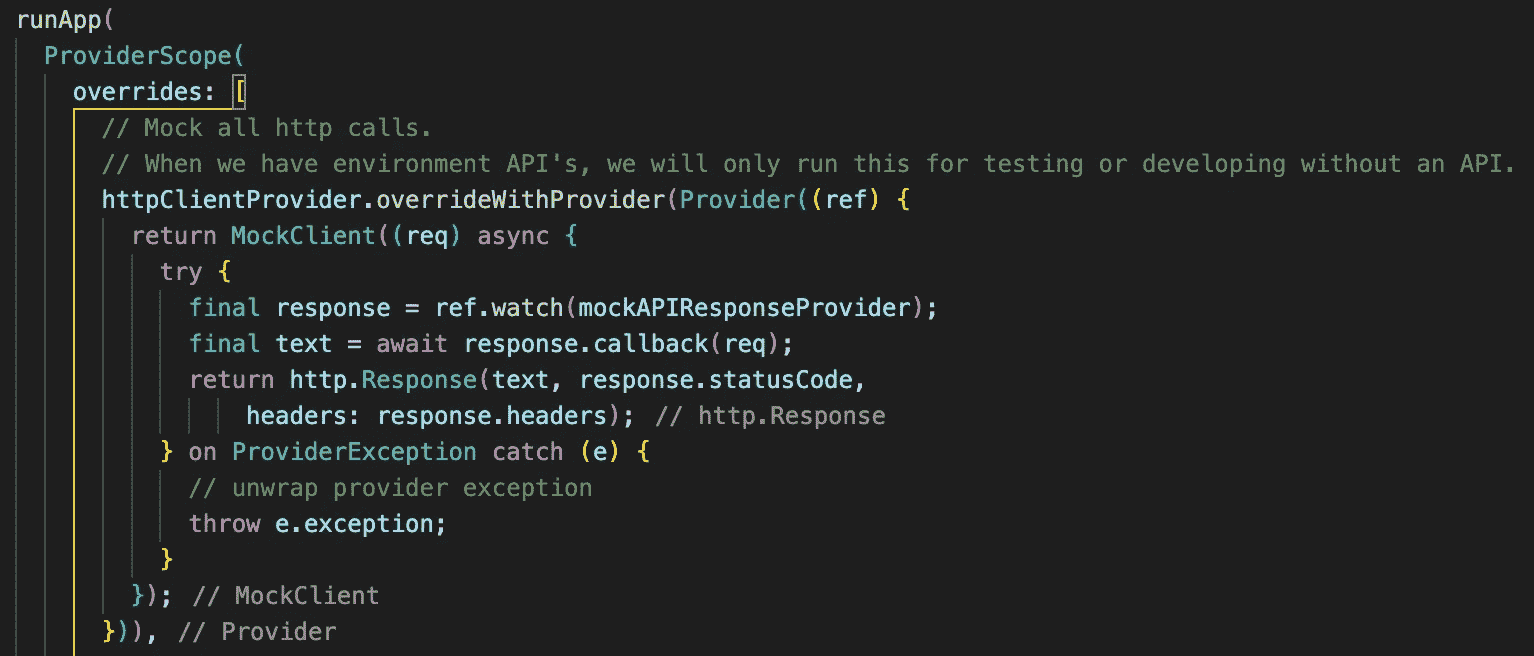 runApp(
ProviderScope(
overrides: [
// Mock all http calls.
// When we have environment API's, we will only run this for testing or developing without an API.
httpClientProvider.overrideWithProvider(Provider((ref) {
return MockClient((req) async {
try {
final response = ref.watch(mockAPIResponseProvider);
final text = await response.callback(req);
return http.Response(text, response.statusCode,
headers: response.headers); // http.Response
} on ProviderException catch (e) {
// unwrap provider exception
throw e.exception;
}
}); // MockClient
})), // Provider